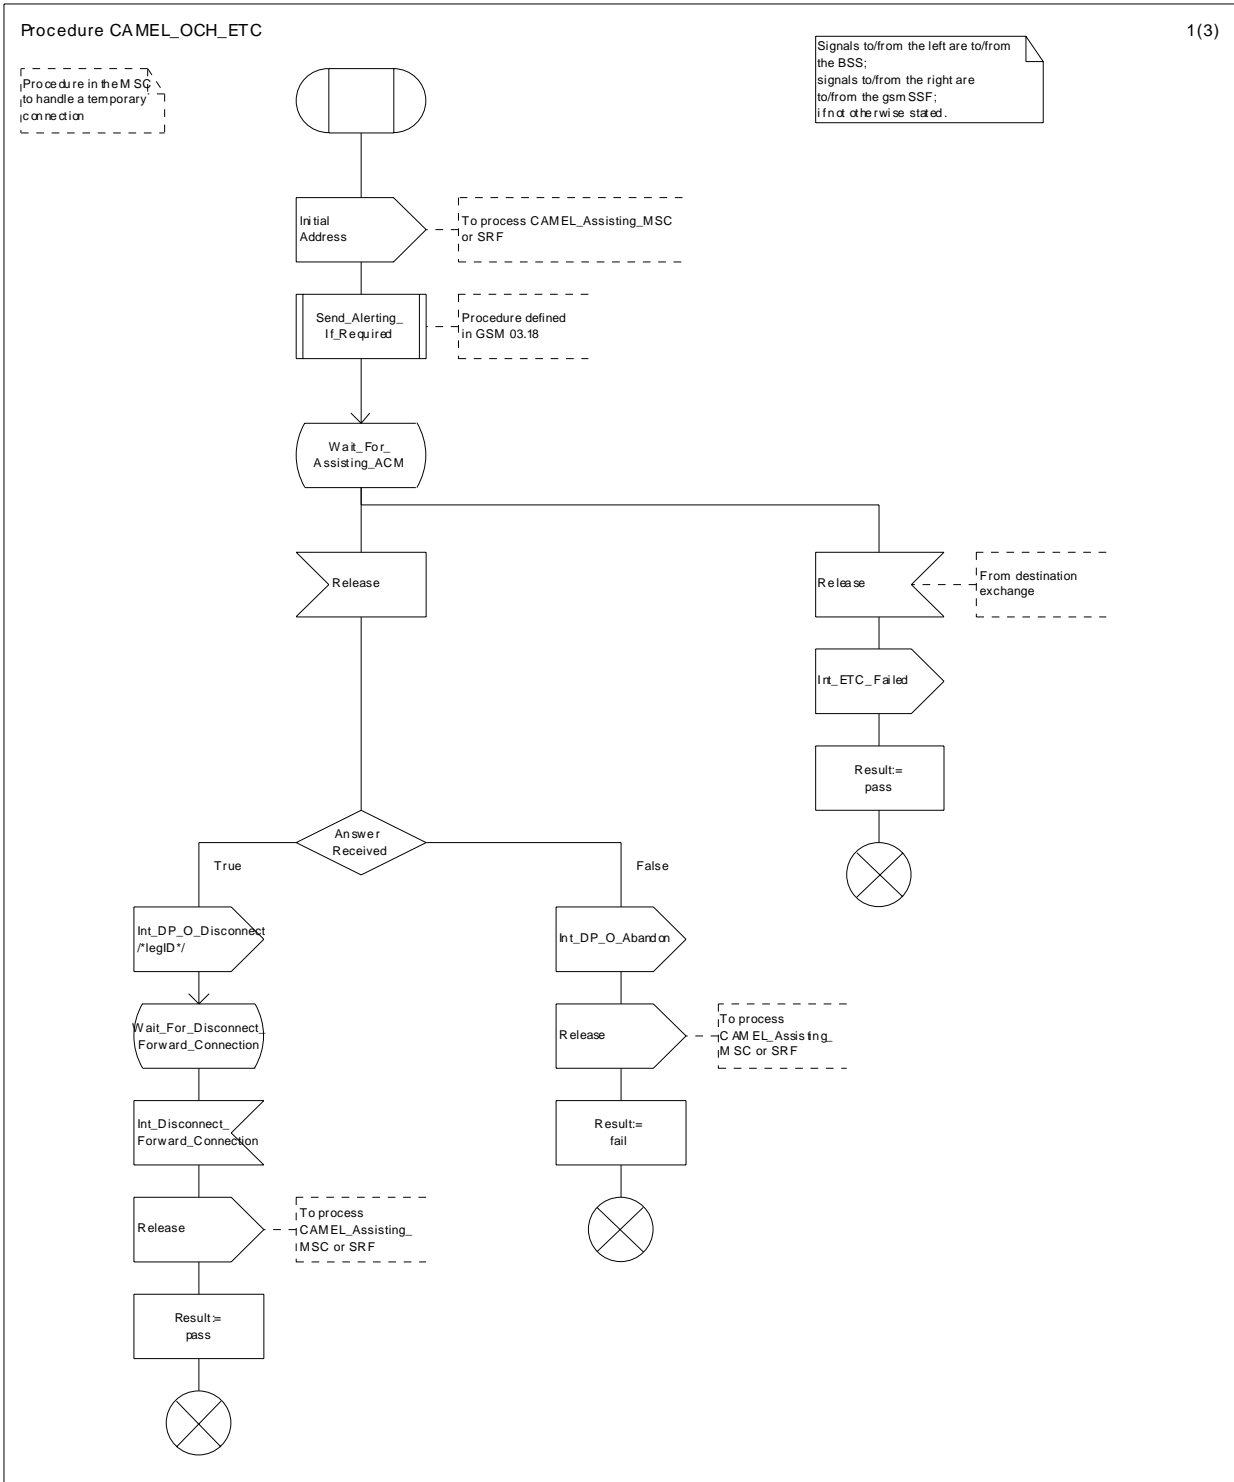 Procedure CAMEL_OCH_ETC
1(3)
Procedure in the MSC
to handle a temporary
connection
Signals to/from the left are to/from
the BSS;
signals to/from the right are
to/from the gsmSSF;
if not otherwise stated.
Initial
Address
To process CAMEL_Assisting_MSC
or SRF
Send_Alerting_
If_Required
Procedure defined
in GSM 03.18
Wait_For_
Assisting_ACM
Release
Release
From destination
exchange
Int_ETC_Failed
Result:=
pass
Answer
Received
True
False
Int_DP_O_Disconnect
/*legID*/
Int_DP_O_Abandon
Wait_For_Disconnect_
Forward_Connection
Release
To process
CAMEL_Assisting_
MSC or SRF
Int_Disconnect_
Forward_Connection
Result:=
fail
Release
To process
CAMEL_Assisting_
MSC or SRF
Result:=
pass